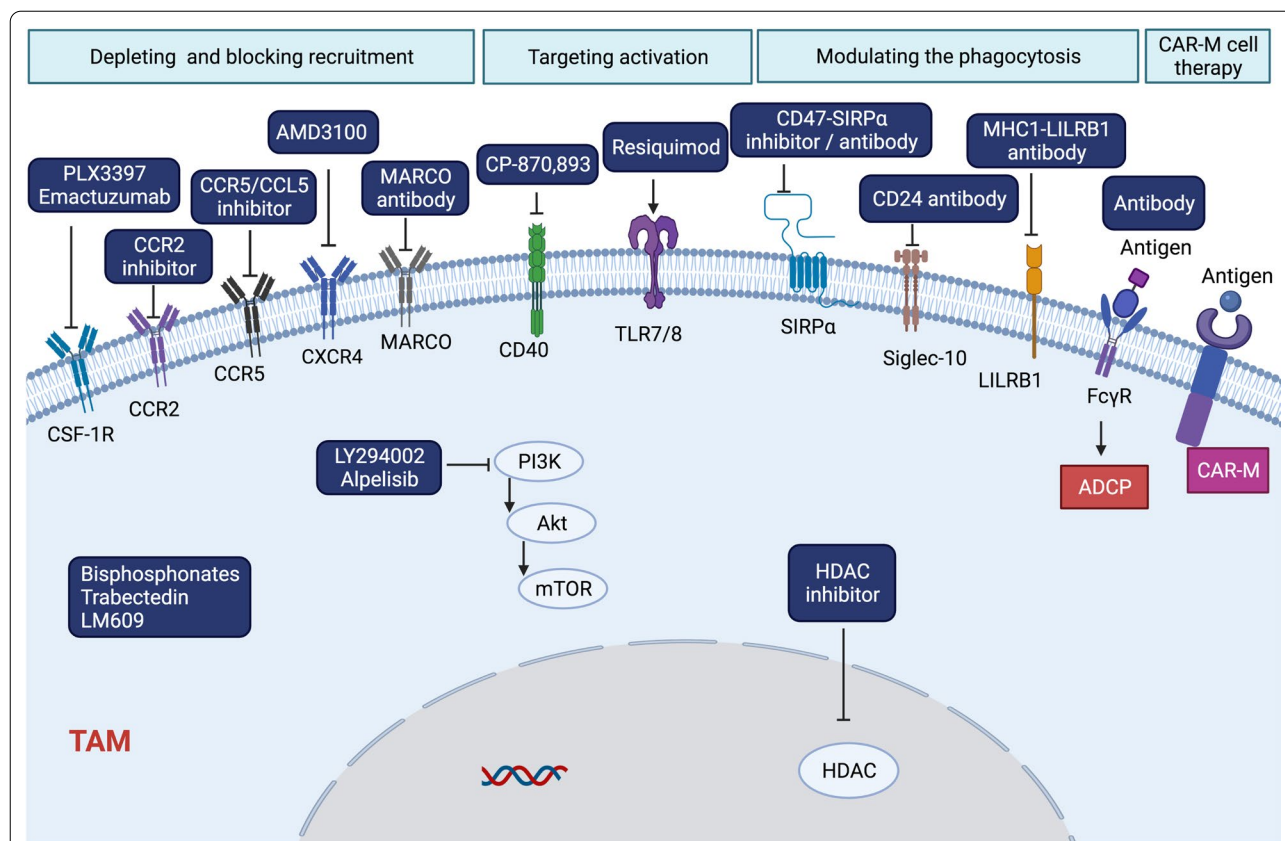 Depleting and blocking recruitment
Targeting activation
Modulating the phagocytosis
CAR-M cell
therapy
PLX3397
Emactuzumab
CCR2
inhibitor
CCR5/CCL5
inhibitor
AMD3100
MARCO
antibody
CP-870,893
Resiquimod
CD47-SIRPα
inhibitor / antibody
CD24 antibody
MHC1-LILRB1
antibody
Antibody
Antigen
Antigen
CSF-1R
CCR2
CCR5
CXCR4
MARCO
CD40
TLR7/8
SIRPα
Siglec-10
LILRB1
FcγR
ADCP
CAR-M
LY294002
Alpelisib
PI3K
Akt
mTOR
Bisphosphonates
Trabectedin
LM609
HDAC
inhibitor
HDAC
TAM